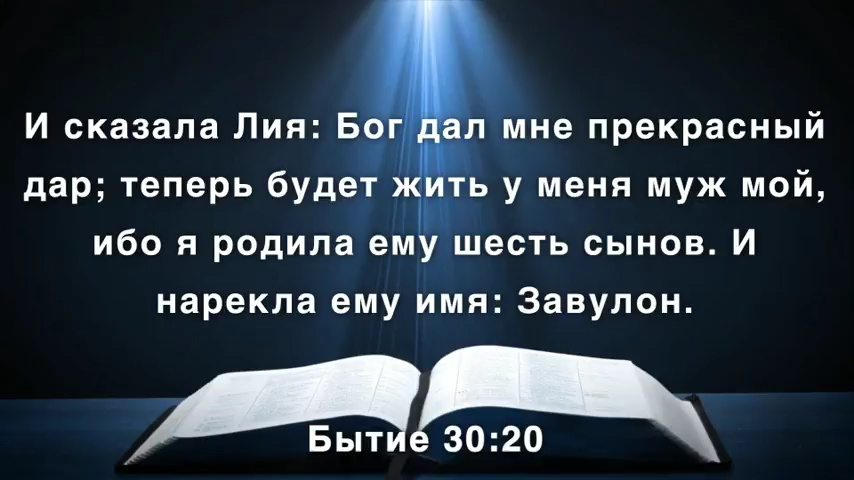 И сказала Лия: Бог дал мне прекрасный
дар; теперь будет жить у меня муж мой,
ибо я родила ему шесть сынов. И
нарекла ему имя: Завулон.
Бытие 30:20